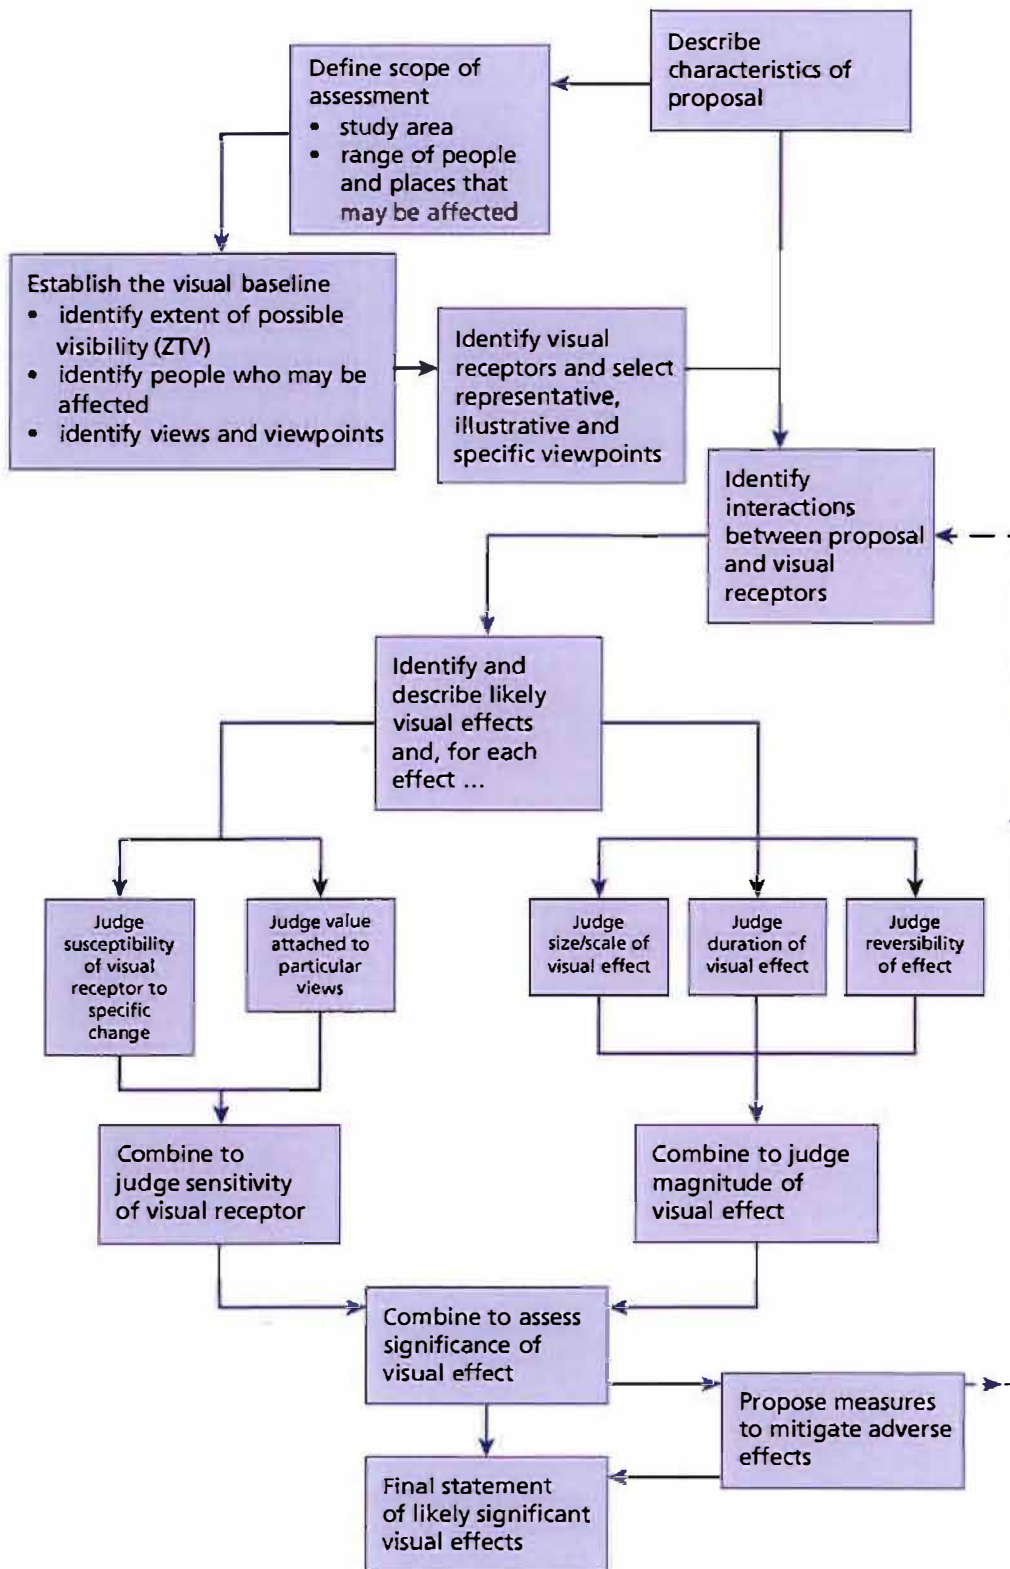 Describe
characteristics of
proposal
Define scope of
assessment
• study area
• range of people
and places that
may be affected
Establish the visual baseline
• identify extent of possible
visibility (ZTV)
• identify people who may be
affected
• identify views and viewpoints
Identify visual
receptors and select
representative,
illustrative and
specific viewpoints
Identify
interactions
between proposal
and visual
receptors
Identify and
describe likely
visual effects
and, for each
effect ...
Judge
susceptibility
of visual
receptor to
specific
change
Judge value
attached to
particular
views
Judge
size/scale of
visual effect
Judge
duration of
visual effect
Judge
reversibility
of effect
Combine to
judge sensitivity
of visual receptor
Combine to judge
magnitude of
visual effect
Combine to assess
significance of
visual effect
Propose measures
to mitigate adverse
effects
Final statement
of likely significant
visual effects